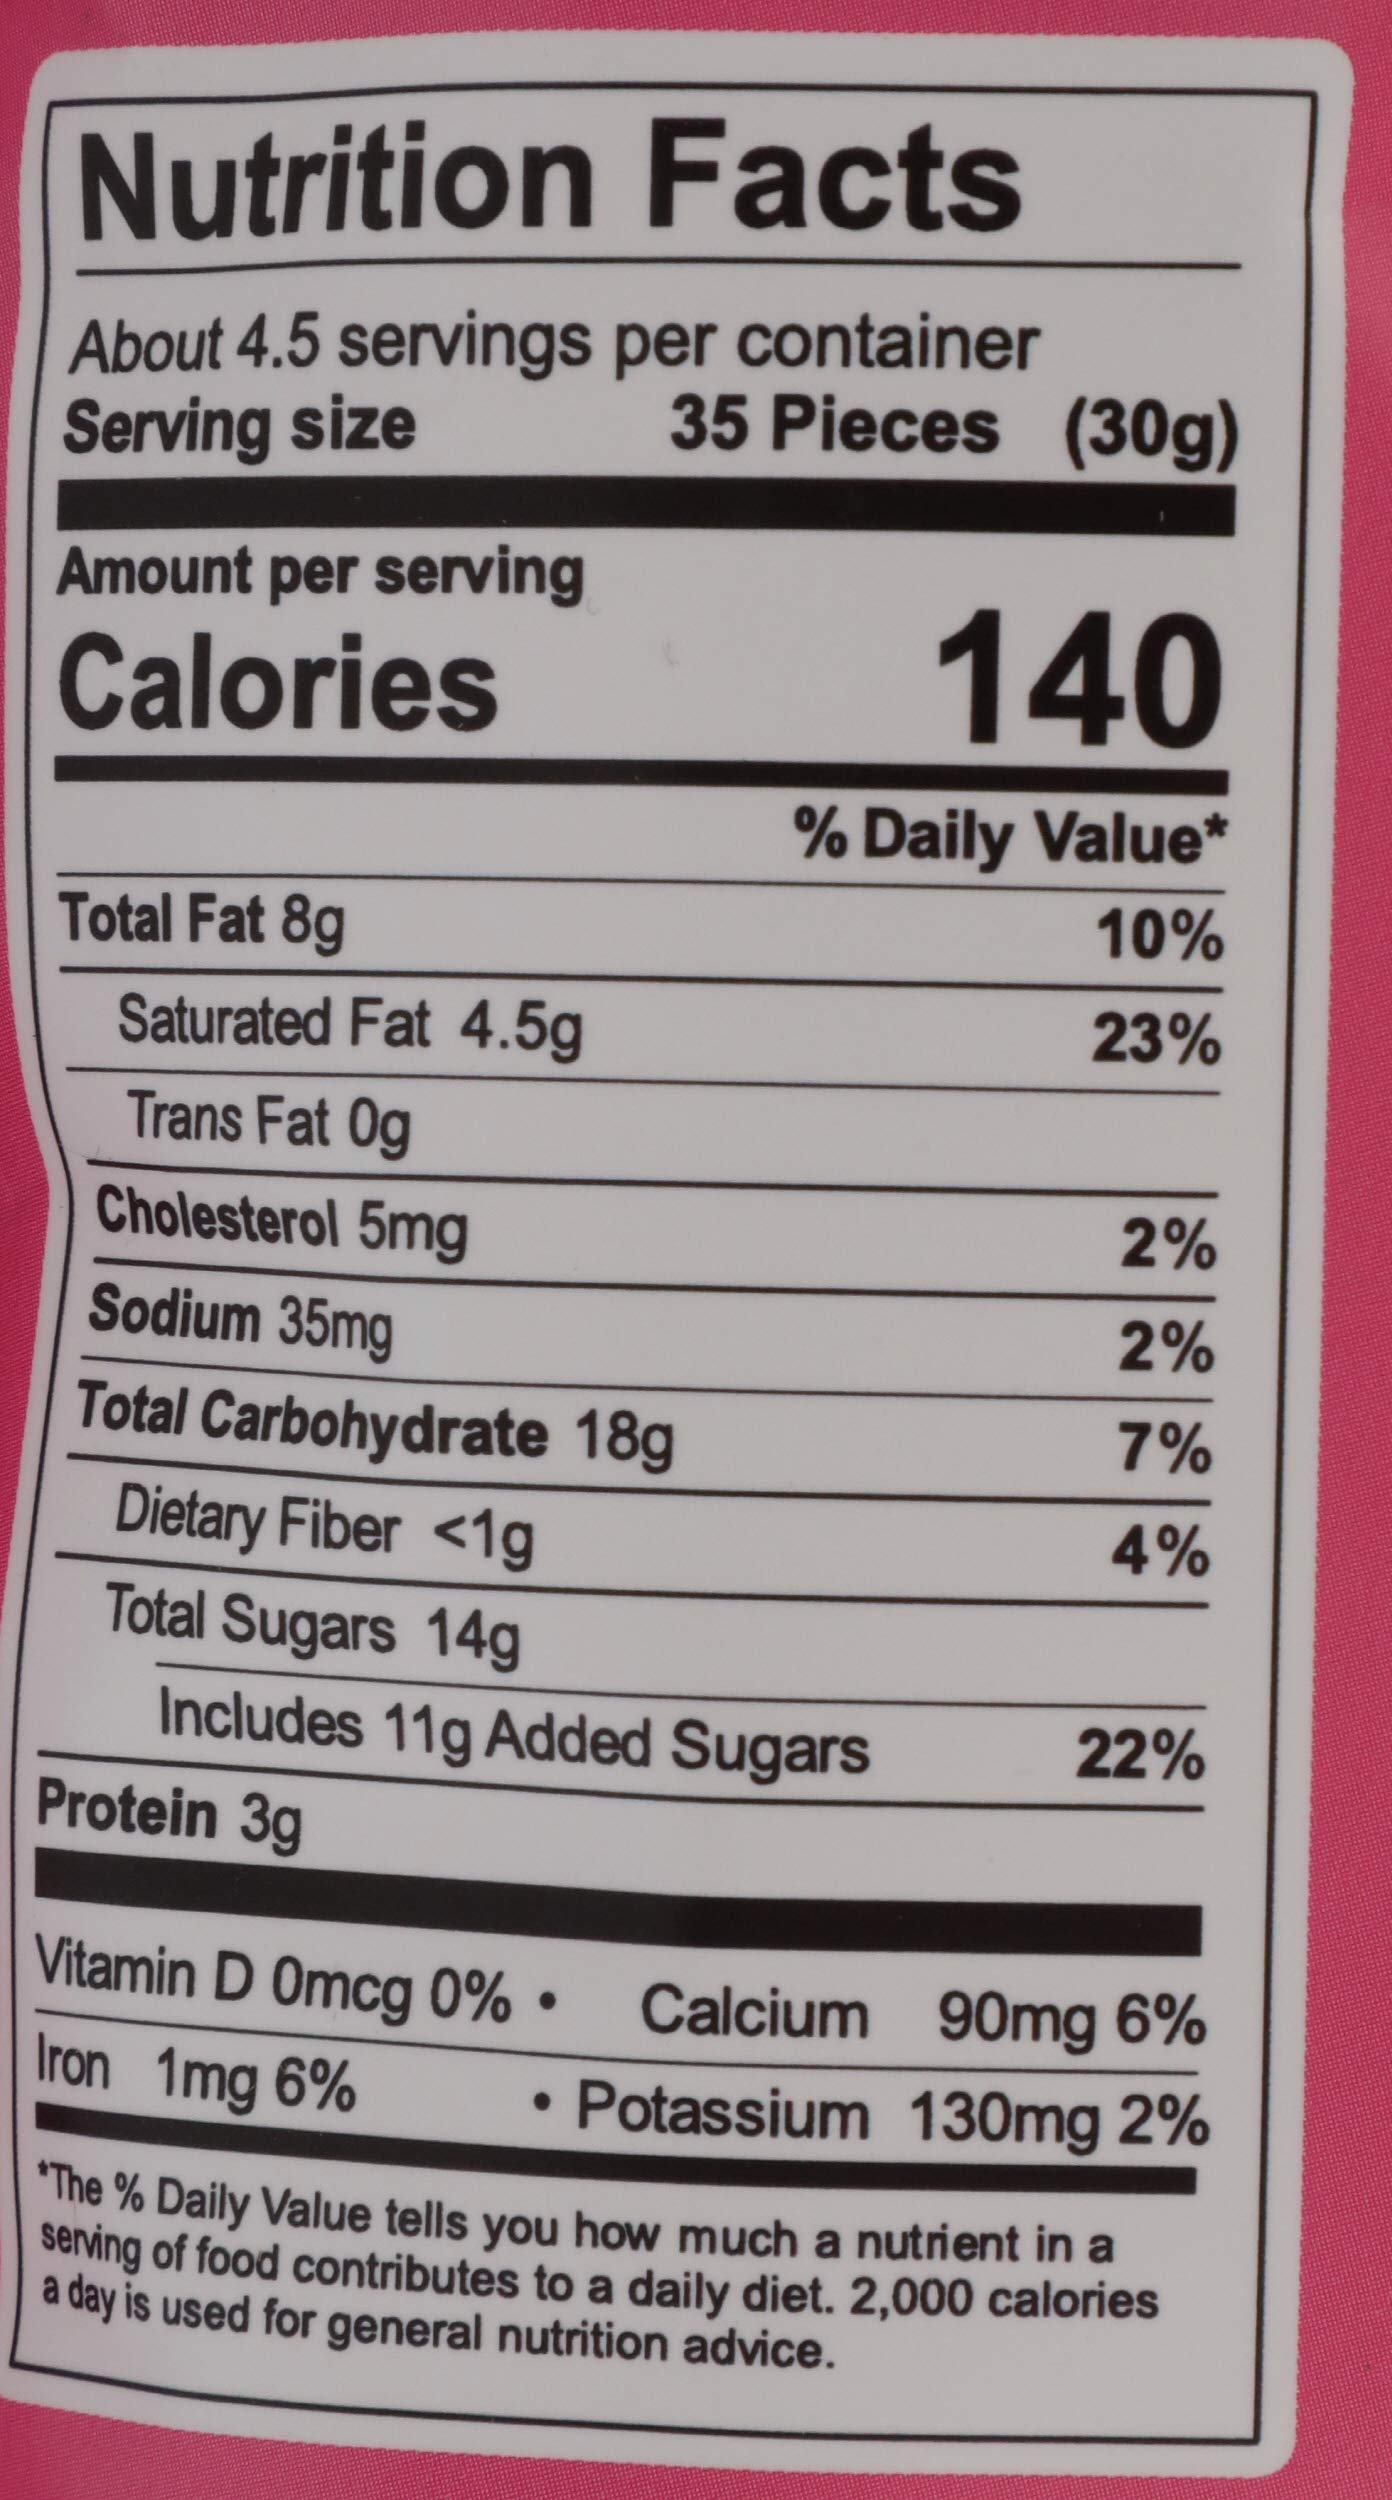 Nutrition Facts
About 4.5 servings per container
Serving size 35 Pieces (30g)
Amount per serving
Calories 140
% Daily Value*
Total Fat 8g 10%
Saturated Fat 4.5g 23%
Trans Fat 0g
Cholesterol 5mg 2%
Sodium 35mg 2%
Total Carbohydrate 18g 7%
Dietary Fiber <1g 4%
Total Sugars 14g
Includes 11g Added Sugars 22%
Protein 3g
Vitamin D 0mcg 0% • Calcium 90mg 6%
Iron 1mg 6% • Potassium 130mg 2%
*The % Daily Value tells you how much a nutrient in a
serving of food contributes to a daily diet. 2,000 calories
a day is used for general nutrition advice.